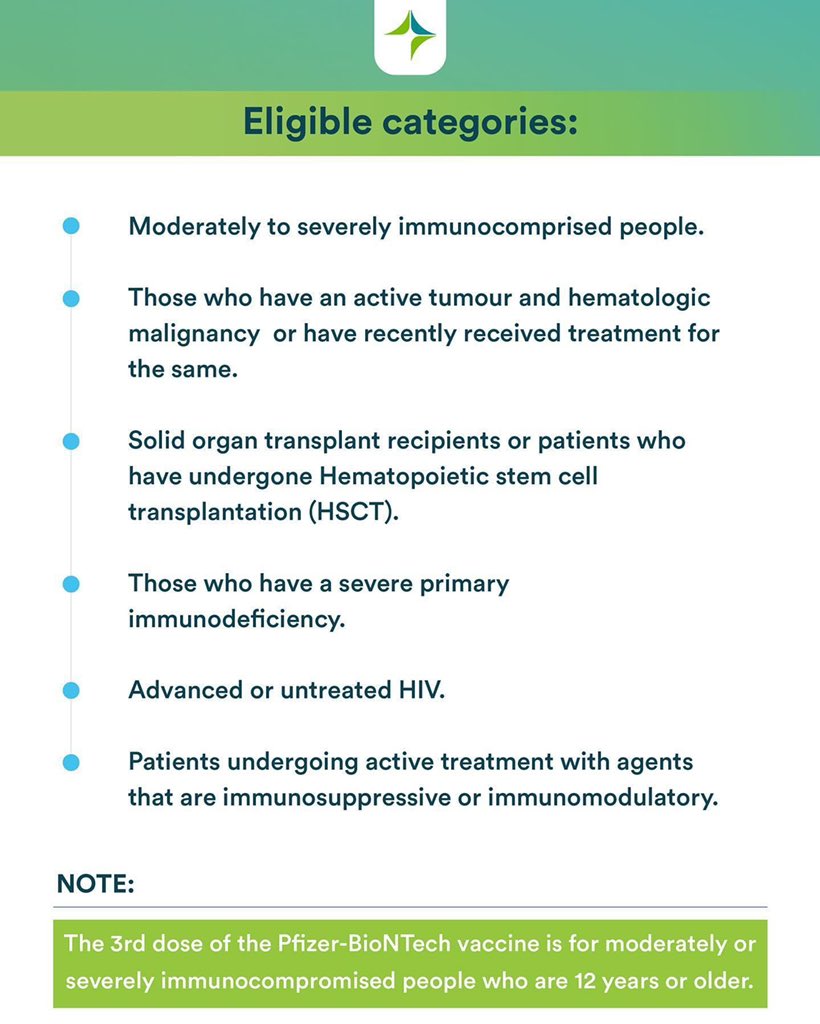 Eligible categories:
Moderately to severely immunocomprised people.
Those who have an active tumour and hematologic
malignancy  or have recently received treatment for
the same.
Solid organ transplant recipients or patients who
have undergone Hematopoietic stem cell
transplantation (HSCT).
Those who have a severe primary
immunodeficiency.
Advanced or untreated HIV.
Patients undergoing active treatment with agents
that are immunosuppressive or immunomodulatory.
NOTE:
The 3rd dose of the Pfizer-BioNTech vaccine is for moderately or
severely immunocompromised people who are 12 years or older.